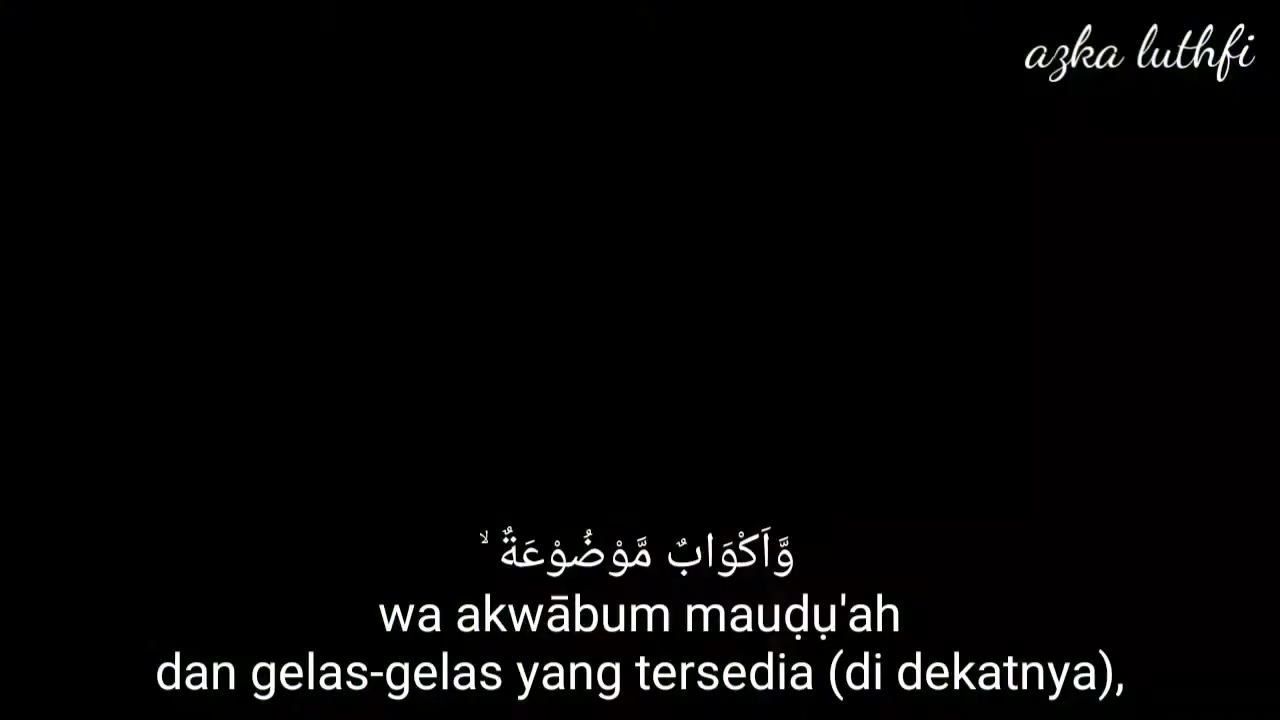 azka luthfi
وَّاَكْوَابٌ مَّوْضُوْعَةٌ ۙ
wa akwābum mauḍụ'ah
dan gelas-gelas yang tersedia (di dekatnya),